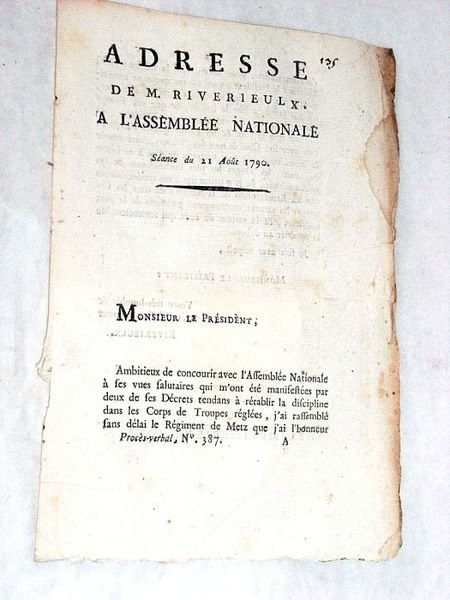 ADRESSE
DE M. RIVERIEULX,
A L'ASSEMBLÉE NATIONALE
Séance du 21 Août 1790.
MONSIEUR LE PRÉSIDENT;
Ambitieux de concourir avec l'Aſſemblée Nationale
à ſes vues ſalutaires qui m'ont été manifeſtées par
deux de ſes Décrets tendans à rétablir la diſcipline
dans les Corps de Troupes réglées, j'ai raſſemblé
ſans délai le Régiment de Metz que j'ai l'honneur
Procès-verbal, N°. 387. A